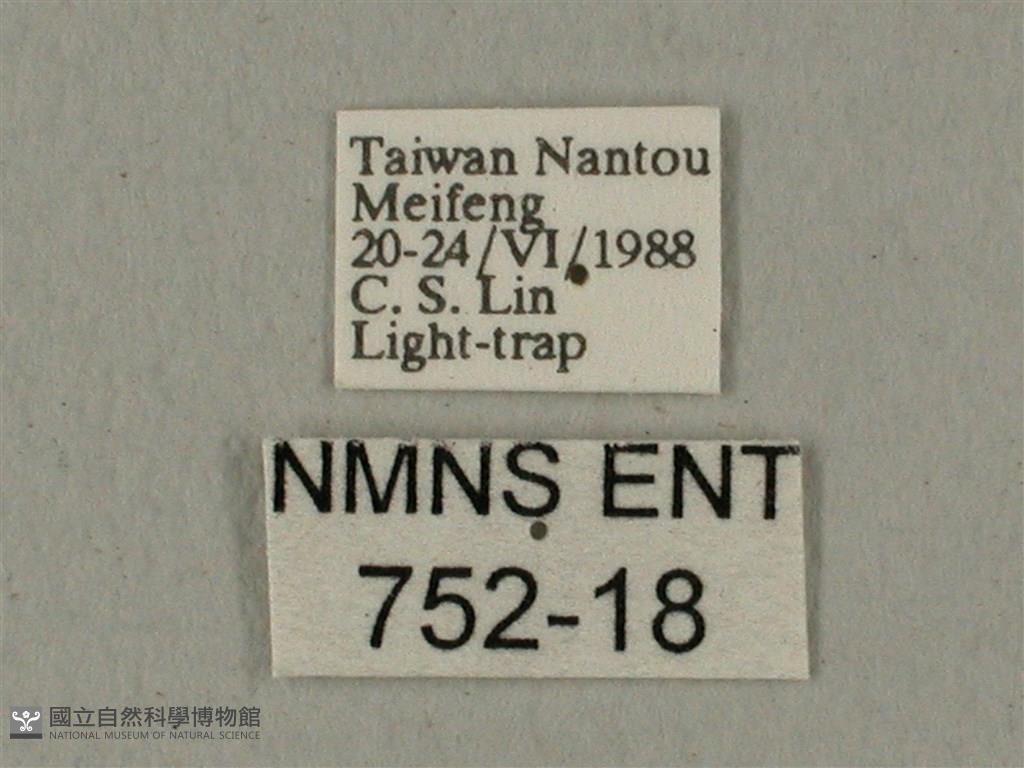 Taiwan Nantou
Meifeng
20-24/VI/1988
C. S. Lin
Light-trap
NMNS ENT
752-18
國立自然科學博物館
NATIONAL MUSEUM OF NATURAL SCIENCE